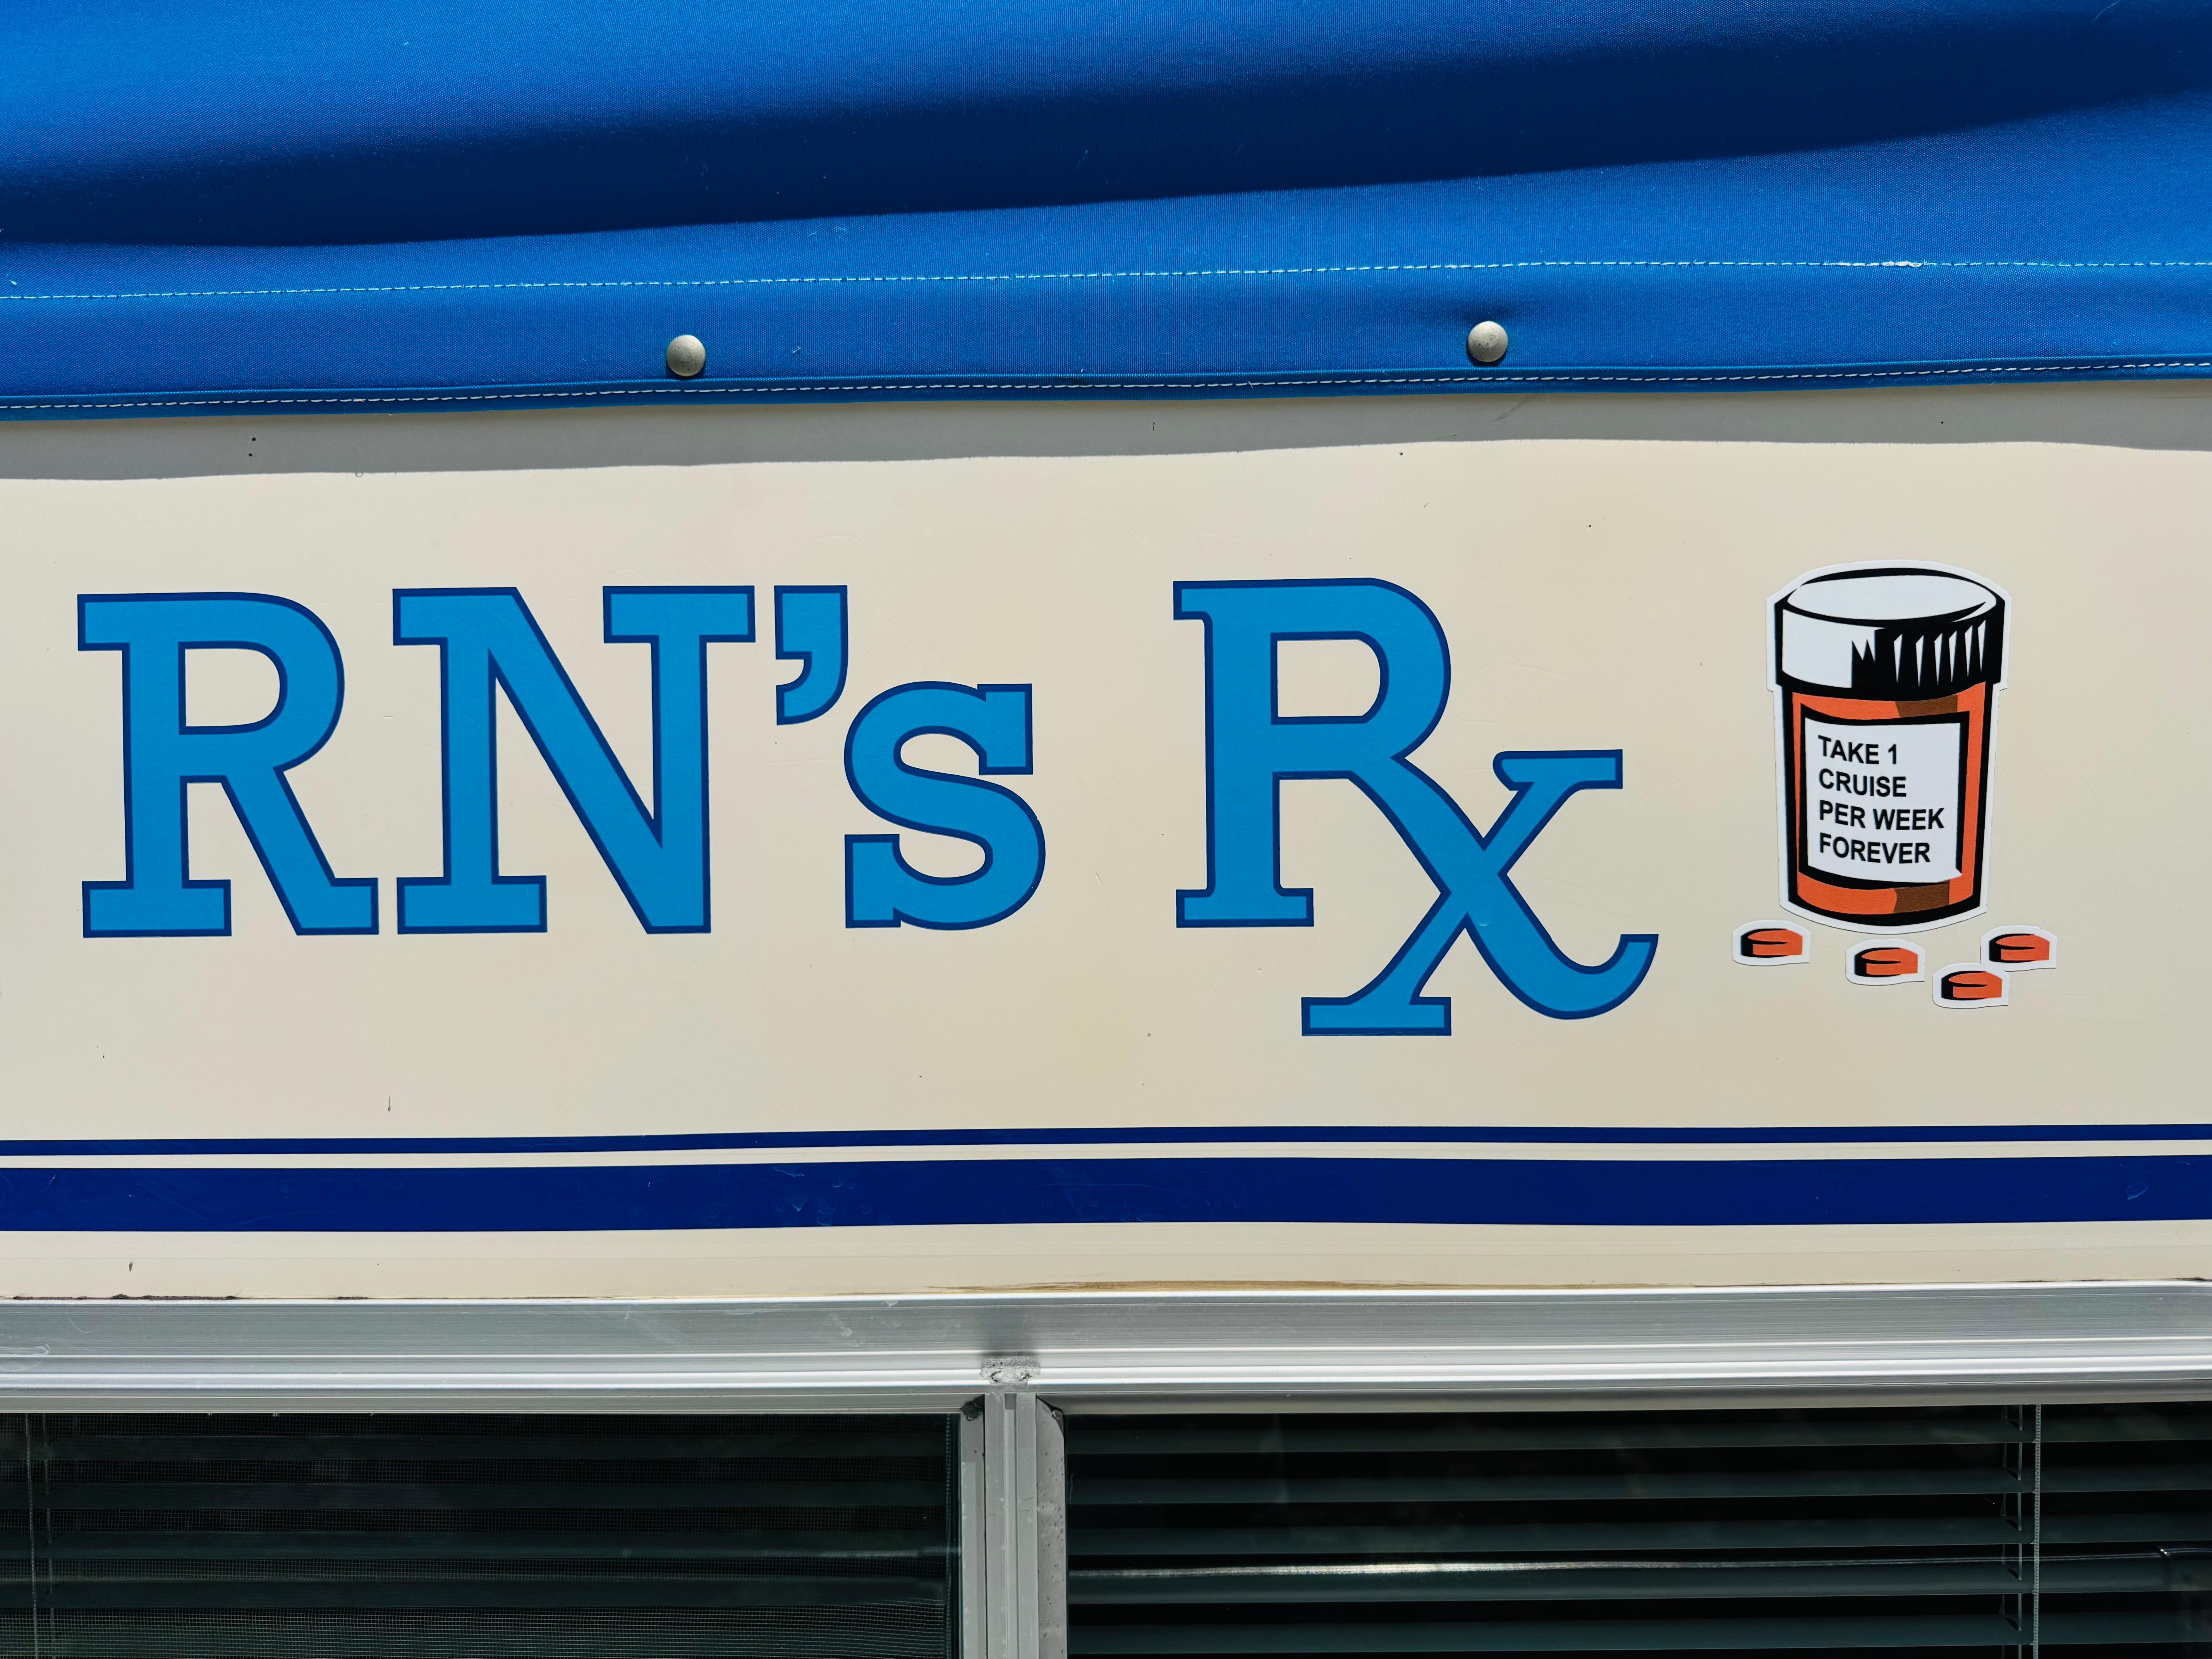 RN's Rx
TAKE 1
CRUISE
PER WEEK
FOREVER